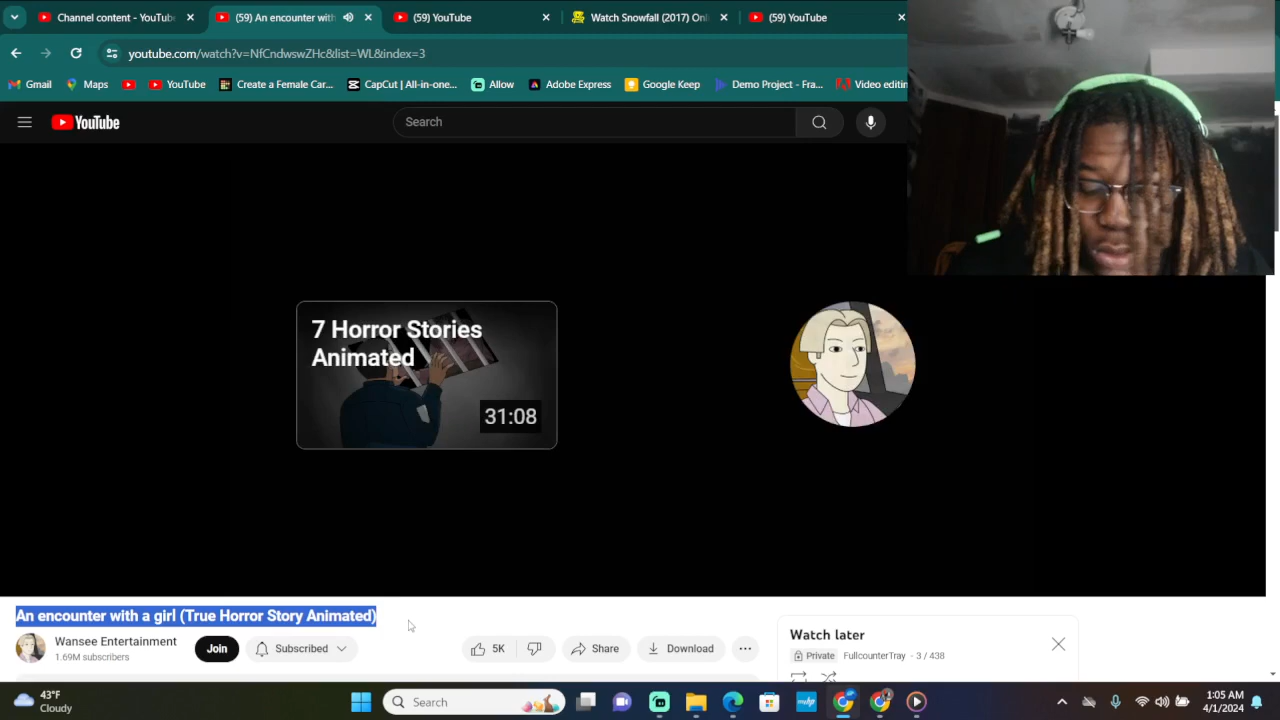 Channel content - YouTube
(59) An encounter with
(59) YouTube
Watch Snowfall (2017) Onl
(59) YouTube
youtube.com/watch?v=NfCndwswZHc&list=WL&index=3
Gmail
Maps
YouTube
Create a Female Car...
CapCut | All-in-one...
Allow
Adobe Express
Google Keep
Demo Project - Fra...
Video editin
YouTube
Search
7 Horror Stories
Animated
31:08
An encounter with a girl (True Horror Story Animated)
Wansee Entertainment
1.69M subscribers
Join
Subscribed
5K
Share
Download
Watch later
Private FullcounterTray - 3 / 438
43°F
Cloudy
Search
1:05 AM
4/1/2024